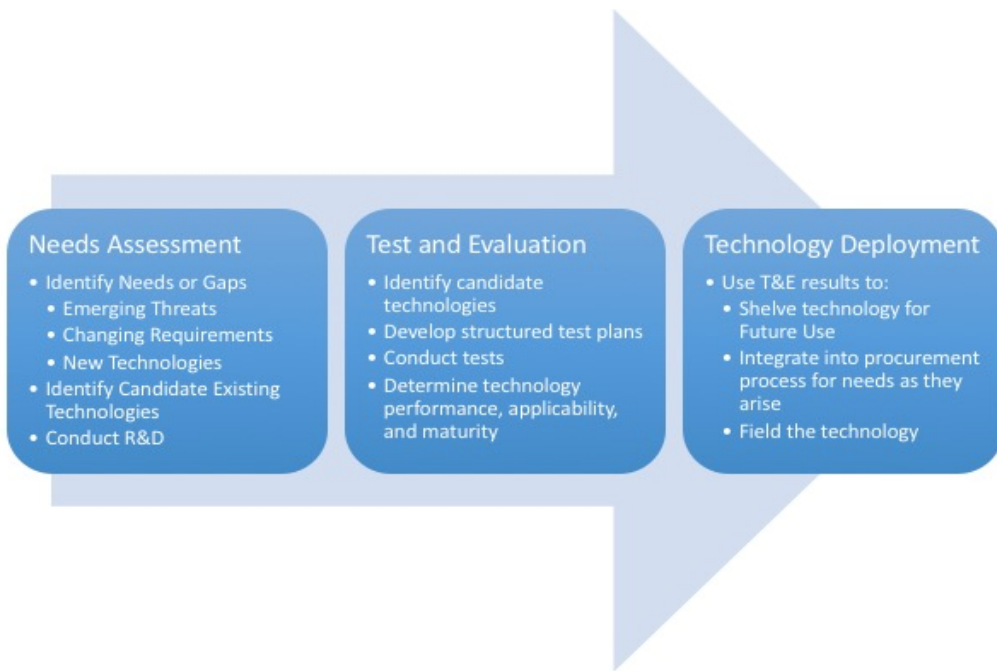 Needs Assessment
• Identify Needs or Gaps
• Emerging Threats
• Changing Requirements
• New Technologies
• Identify Candidate Existing
Technologies
• Conduct R&D
Test and Evaluation
• Identify candidate
technologies
• Develop structured test plans
• Conduct tests
• Determine technology
performance, applicability,
and maturity
Technology Deployment
• Use T&E results to:
• Shelve technology for
Future Use
• Integrate into procurement
process for needs as they
arise
• Field the technology